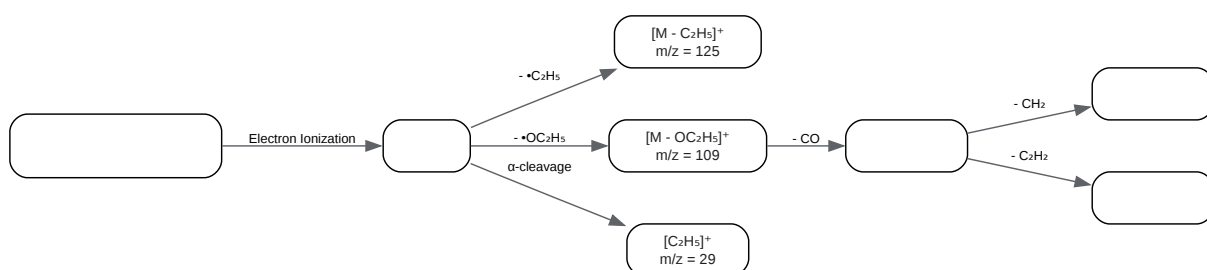 [M - C₂H₅]⁺
m/z = 125
- •C₂H₅
Electron Ionization
- •OC₂H₅
[M - OC₂H₅]⁺
m/z = 109
- CO
- CH₂
- C₂H₂
α-cleavage
[C₂H₅]⁺
m/z = 29